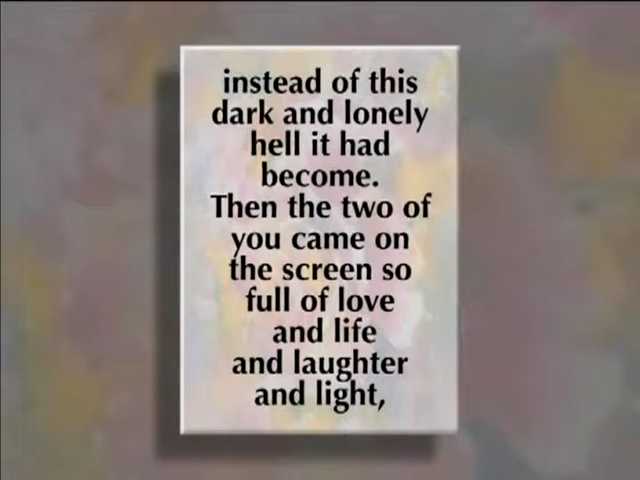 instead of this
dark and lonely
hell it had
become.
Then the two of
you came on
the screen so
full of love
and life
and laughter
and light,